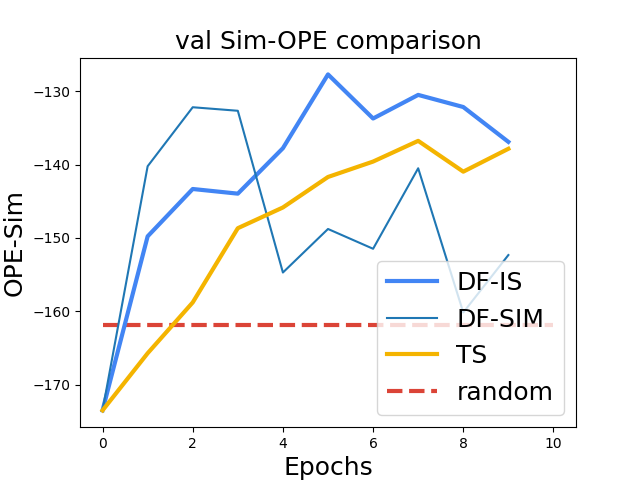 val Sim-OPE comparison
OPE-Sim
−130
−140
−150
−160
−170
DF-IS
DF-SIM
TS
random
0
2
4
6
8
10
Epochs